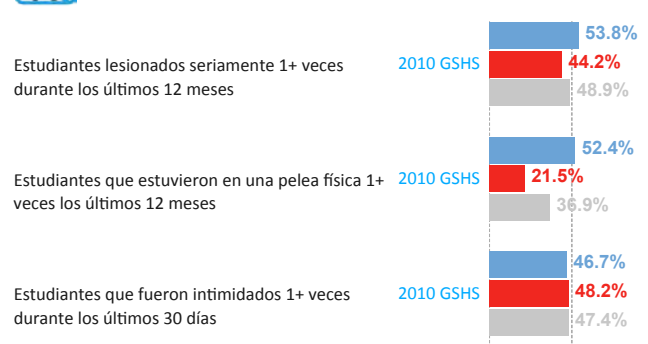 53.8%
Estudiantes lesionados seriamente 1+ veces
durante los últimos 12 meses
2010 GSHS
44.2%
48.9%
52.4%
Estudiantes que estuvieron en una pelea física 1+
veces los últimos 12 meses
2010 GSHS
21.5%
36.9%
46.7%
Estudiantes que fueron intimidados 1+ veces
durante los últimos 30 días
2010 GSHS
48.2%
47.4%